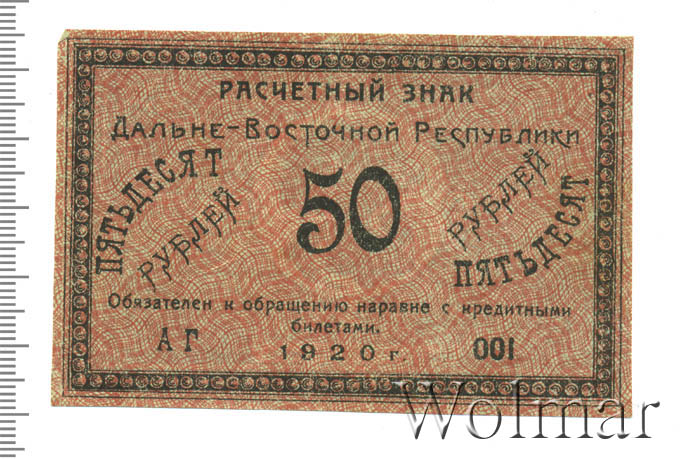 РАСЧЕТНЫЙ ЗНАК
ДАЛЬНЕ-ВОСТОЧНОЙ РЕСПУБЛИКИ
ПЯТЬДЕСЯТ
РУБЛЕЙ
50
РУБЛЕЙ
ПЯТЬДЕСЯТ
Обязателен к обращению наравне с кредитными
билетами.
АГ
1920 г.
001
Wolmar